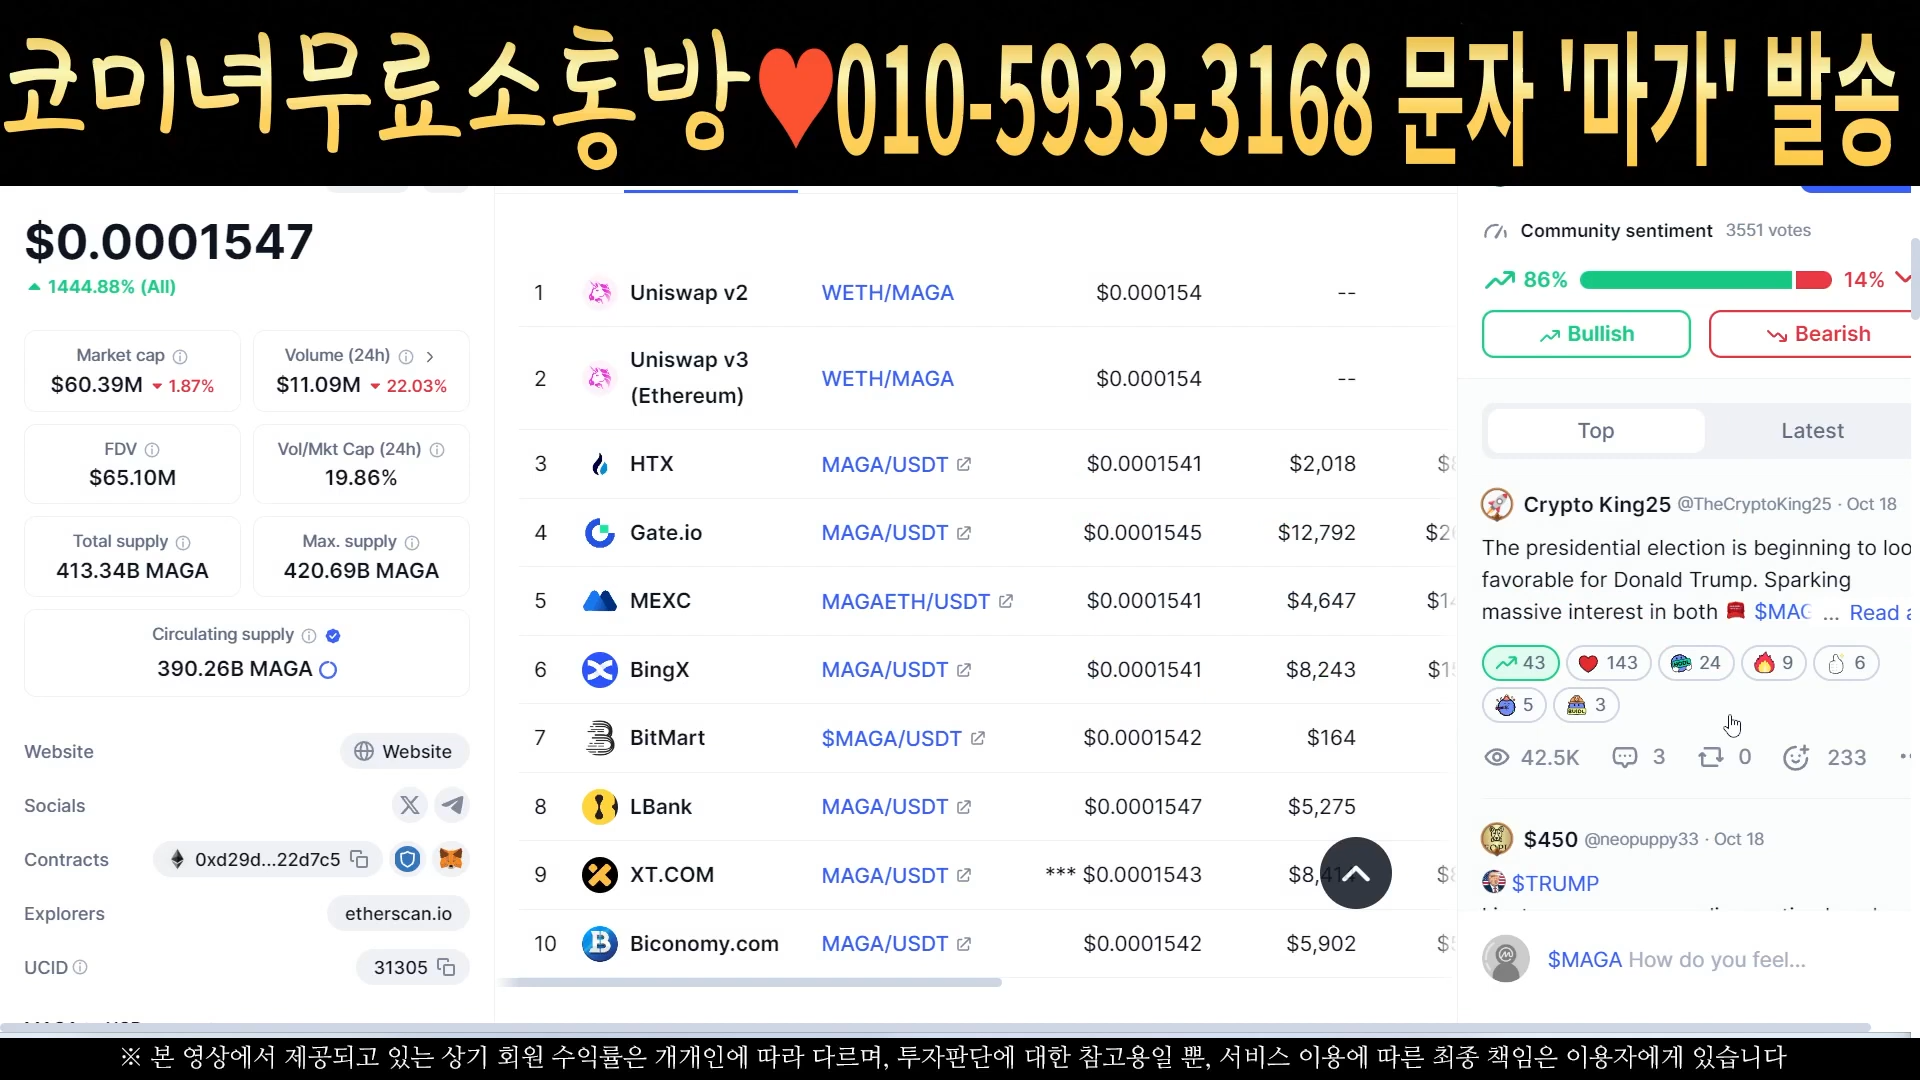 코미녀무료소통방♥010-5933-3168 문자 '마가' 발송
$0.0001547
1444.88% (All)
Market cap
$60.39M 1.87%
Volume (24h)
$11.09M 22.03%
FDV
$65.10M
Vol/Mkt Cap (24h)
19.86%
Total supply
413.34B MAGA
Max. supply
420.69B MAGA
Circulating supply
390.26B MAGA
Website Website
Socials
Contracts 0xd29d...22d7c5
Explorers etherscan.io
UCID 31305
1 Uniswap v2 WETH/MAGA $0.000154 --
2 Uniswap v3 (Ethereum) WETH/MAGA $0.000154 --
3 HTX MAGA/USDT $0.0001541 $2,018
4 Gate.io MAGA/USDT $0.0001545 $12,792
5 MEXC MAGAETH/USDT $0.0001541 $4,647
6 BingX MAGA/USDT $0.0001541 $8,243
7 BitMart $MAGA/USDT $0.0001542 $164
8 LBank MAGA/USDT $0.0001547 $5,275
9 XT.COM MAGA/USDT *** $0.0001543
10 Biconomy.com MAGA/USDT $0.0001542 $5,902
Community sentiment 3551 votes
86% 14%
Bullish Bearish
Top Latest
Crypto King25 @TheCryptoKing25 · Oct 18
The presidential election is beginning to loo
favorable for Donald Trump. Sparking
massive interest in both $MAG ... Read
43 143 24 9 6
5 3
42.5K 3 0 233
$450 @neopuppy33 · Oct 18
$TRUMP
$MAGA How do you feel...
※ 본 영상에서 제공되고 있는 상기 회원 수익률은 개개인에 따라 다르며, 투자판단에 대한 참고용일 뿐, 서비스 이용에 따른 최종 책임은 이용자에게 있습니다